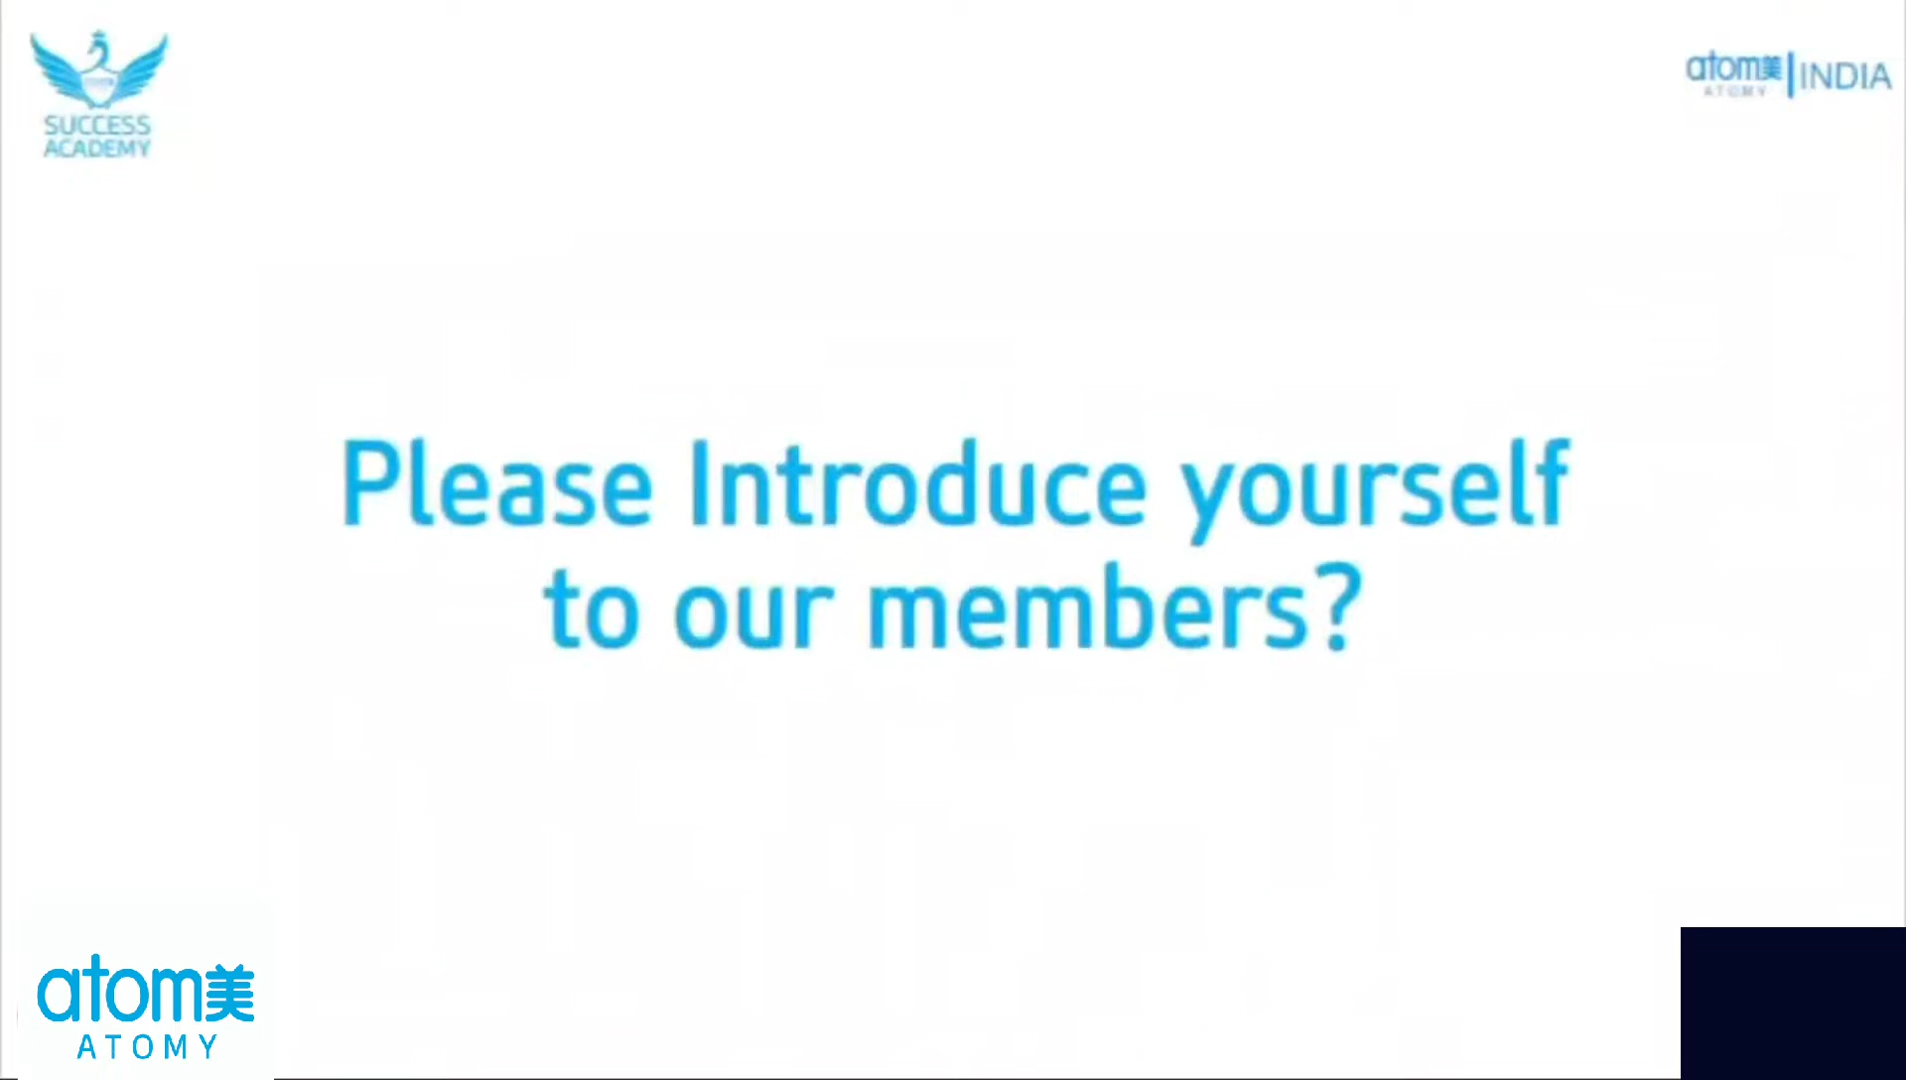 SUCCESS
ACADEMY
atom美 | INDIA
ATOMY
Please Introduce yourself
to our members?
atom美
ATOMY